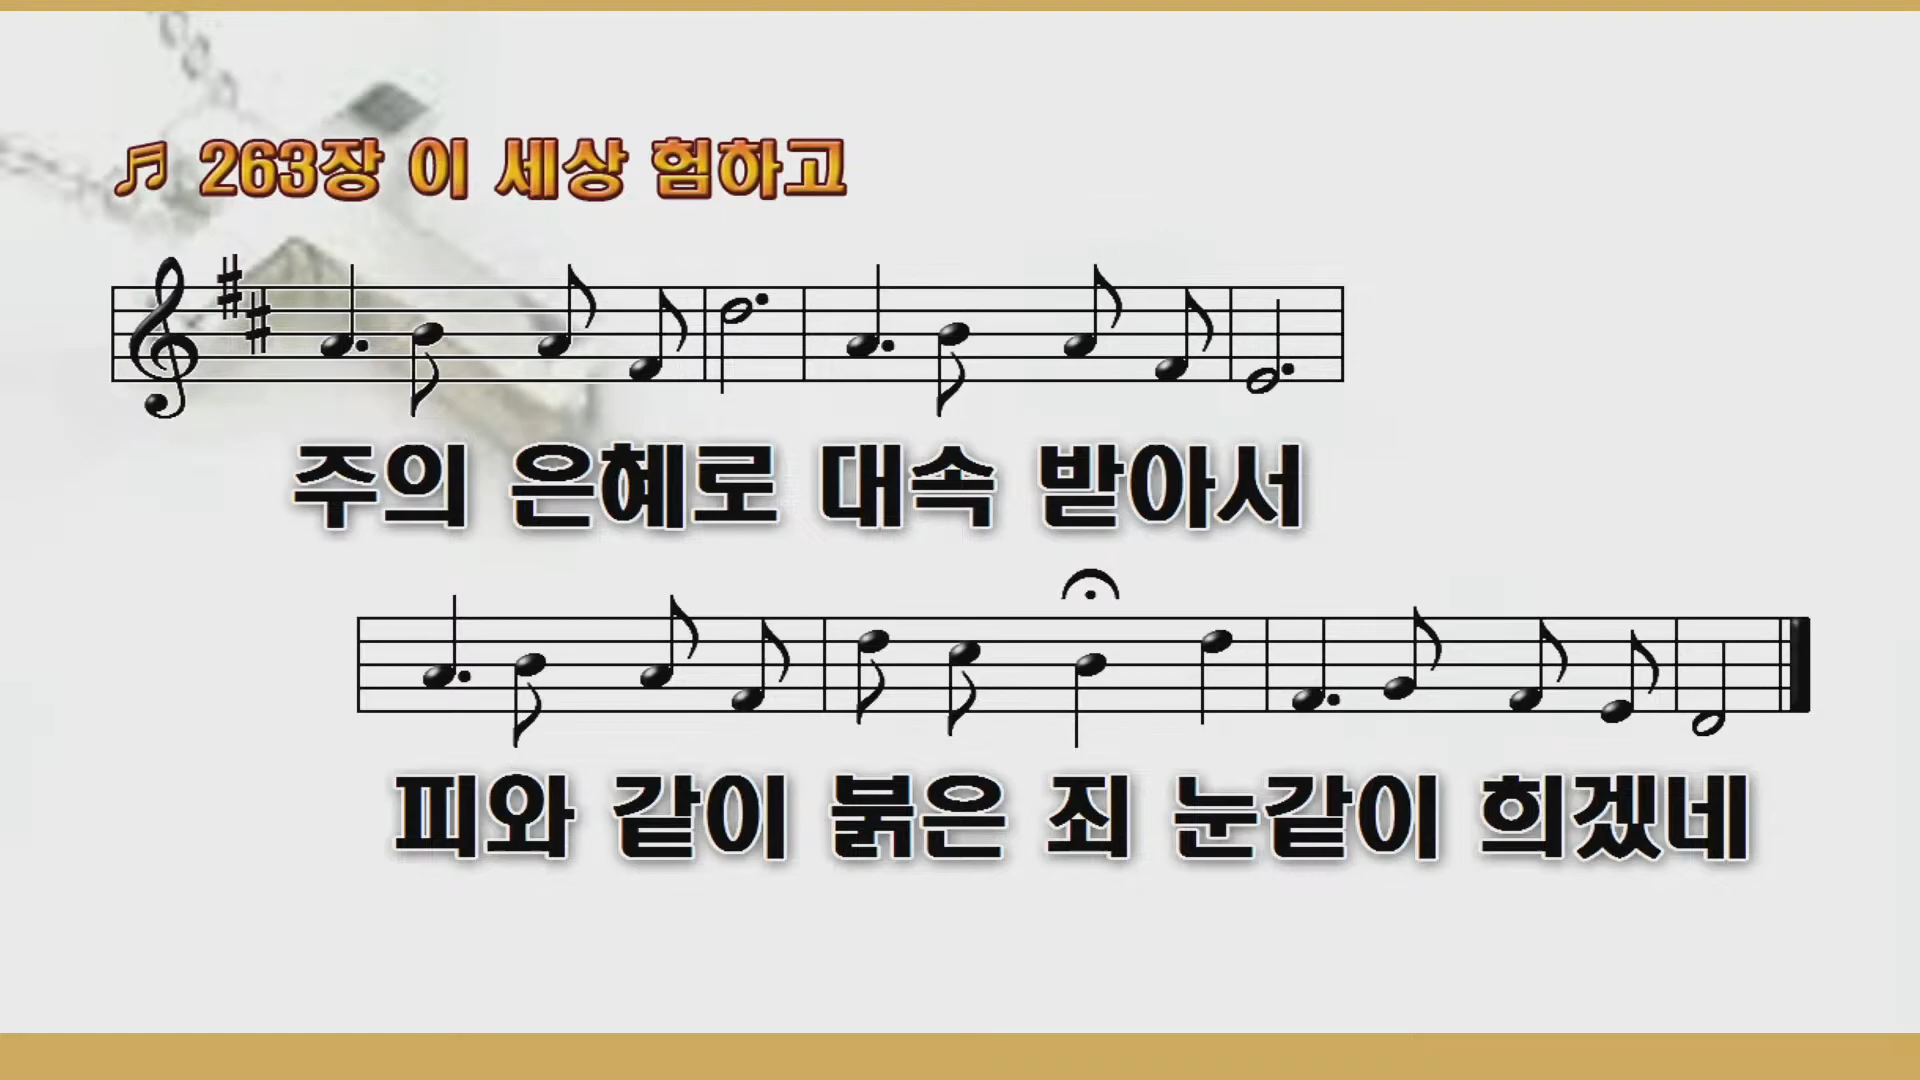 ♬ 263장 이 세상 험하고
주의 은혜로 대속 받아서
피와 같이 붉은 죄 눈같이 희겠네